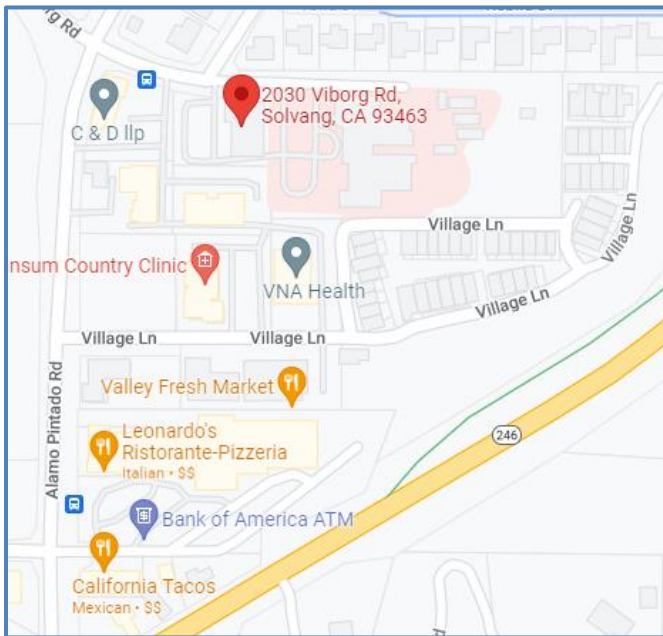 rg Rd
2030 Viborg Rd,
Solvang, CA 93463
C & D llp
Village Ln
nsum Country Clinic
VNA Health
Village Ln
Village Ln
Village Ln
Village Ln
Valley Fresh Market
Alamo Pintado Rd
246
Leonardo's
Ristorante-Pizzeria
Italian • $$
Bank of America ATM
California Tacos
Mexican • $$